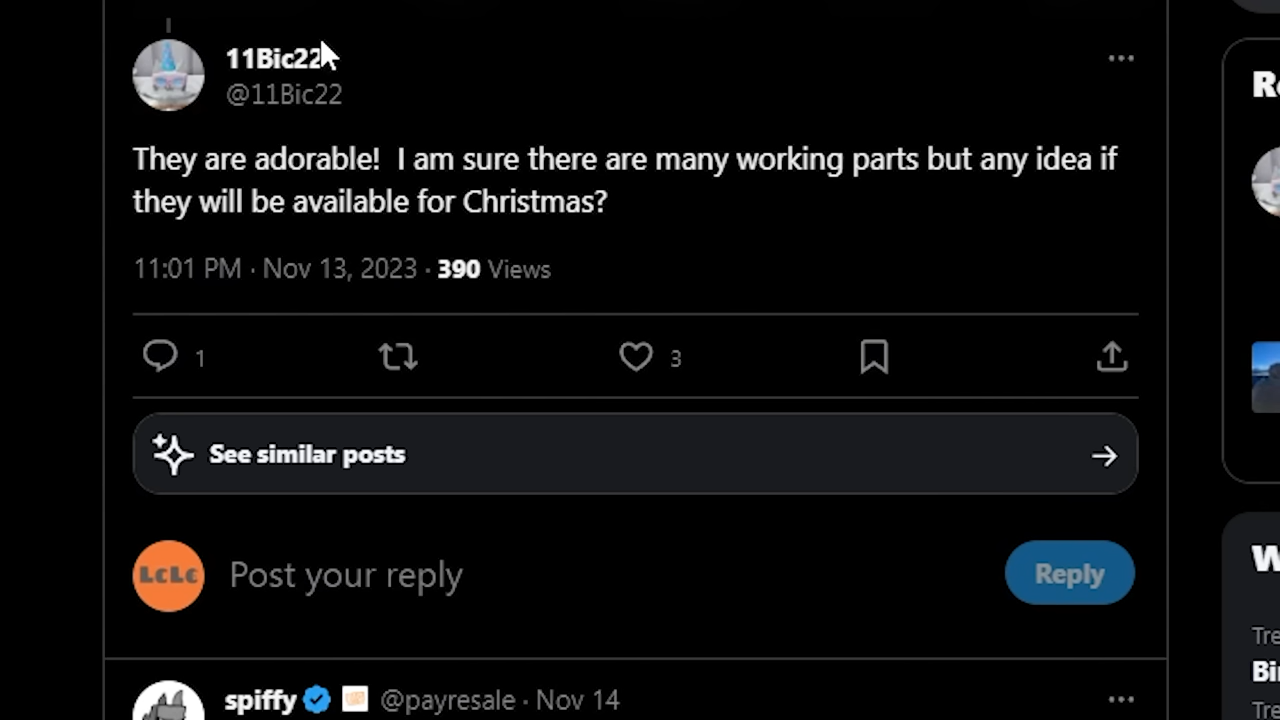 11Bic22
@11Bic22
They are adorable!  I am sure there are many working parts but any idea if
they will be available for Christmas?
11:01 PM · Nov 13, 2023 · 390 Views
1
3
See similar posts
LcLc
Post your reply
Reply
spiffy @payresale · Nov 14